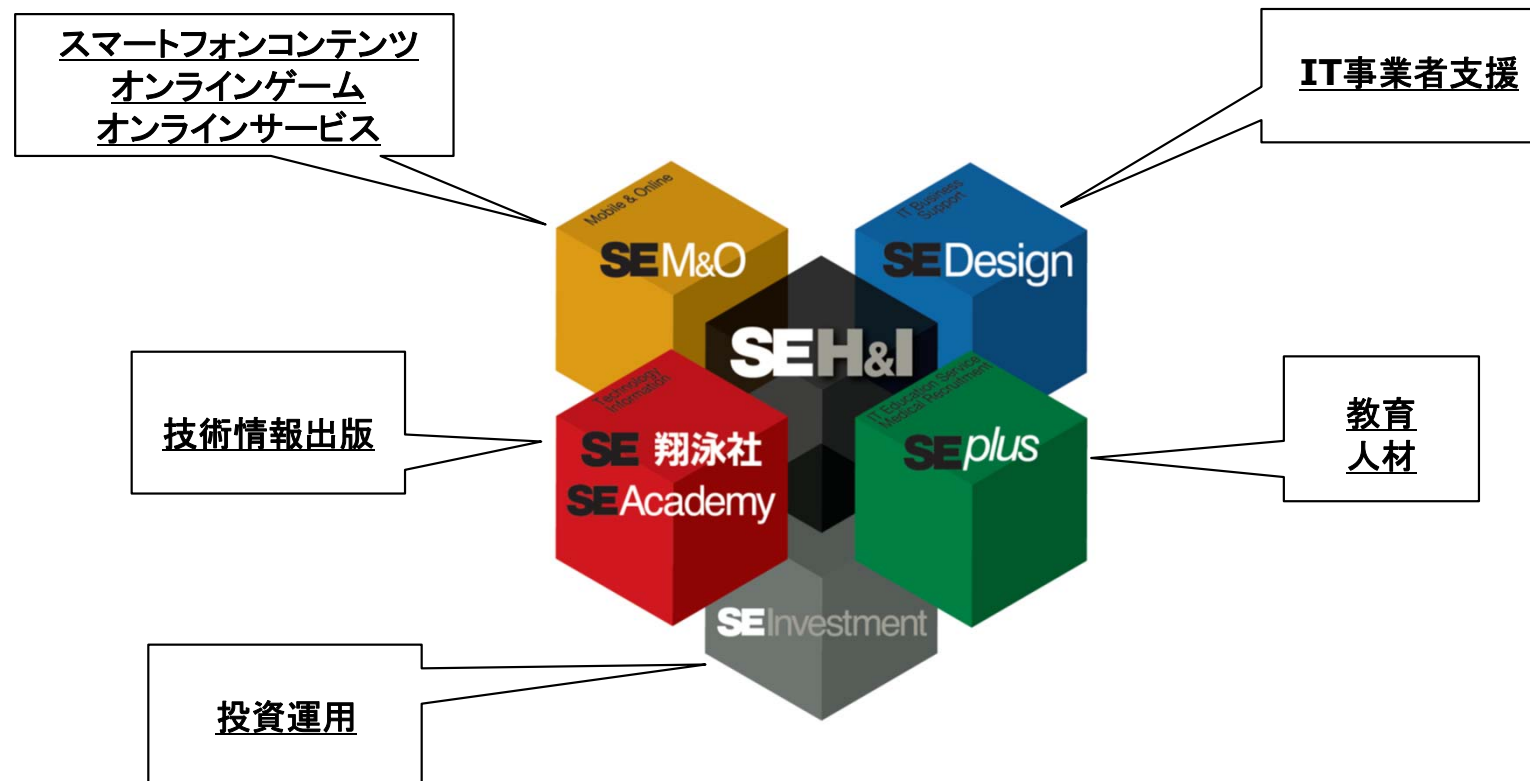 スマートフォンコンテンツ
オンラインゲーム
オンラインサービス
IT事業者支援
Mobile & Online
SEM&O
IT Business
Support
SEDesign
SEH&I
技術情報出版
Technology
Information
SE 翔泳社
SEAcademy
IT Education Service
Medical Recruitment
SEplus
教育
人材
SEInvestment
投資運用